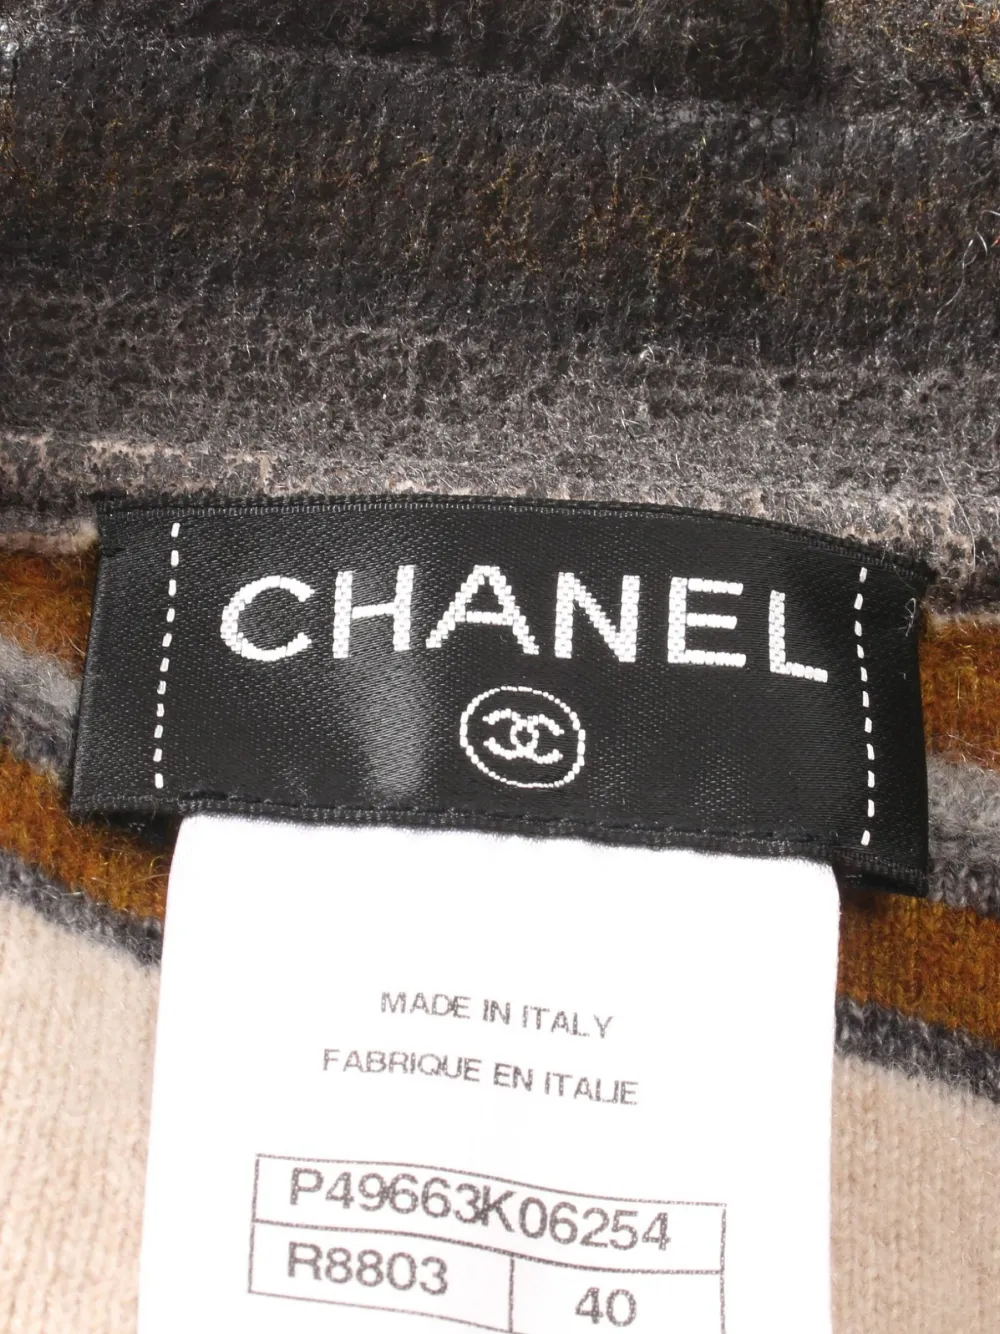 CHANEL
MADE IN ITALY
FABRIQUE EN ITALIE
P49663K06254
R8803 40